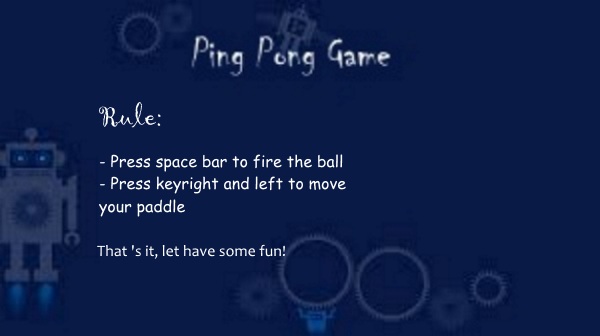 Ping Pong Game
Rule:
- Press space bar to fire the ball
- Press keyright and left to move
your paddle
That 's it, let have some fun!